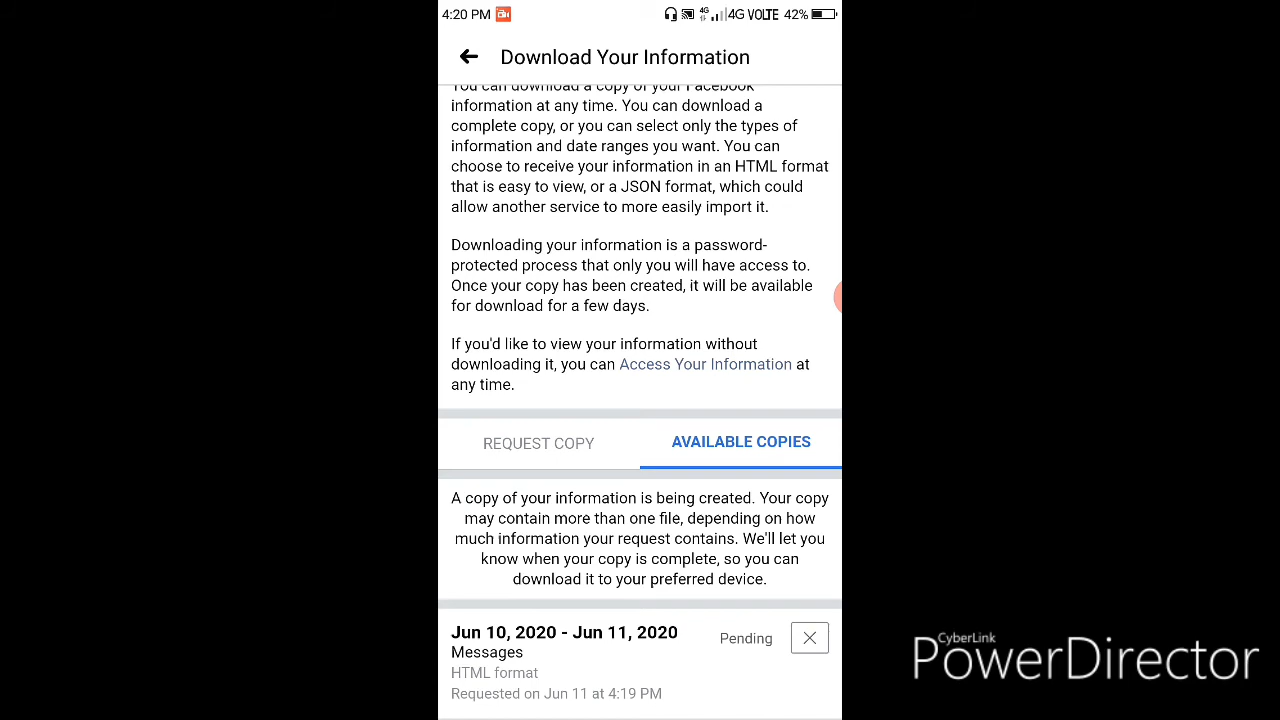 4:20 PM 4G 4G VOLTE 42%
Download Your Information
You can download a copy of your Facebook
information at any time. You can download a
complete copy, or you can select only the types of
information and date ranges you want. You can
choose to receive your information in an HTML format
that is easy to view, or a JSON format, which could
allow another service to more easily import it.
Downloading your information is a password-
protected process that only you will have access to.
Once your copy has been created, it will be available
for download for a few days.
If you'd like to view your information without
downloading it, you can Access Your Information at
any time.
REQUEST COPY AVAILABLE COPIES
A copy of your information is being created. Your copy
may contain more than one file, depending on how
much information your request contains. We'll let you
know when your copy is complete, so you can
download it to your preferred device.
Jun 10, 2020 - Jun 11, 2020
Messages
Pending
HTML format
Requested on Jun 11 at 4:19 PM
CyberLink
PowerDirector